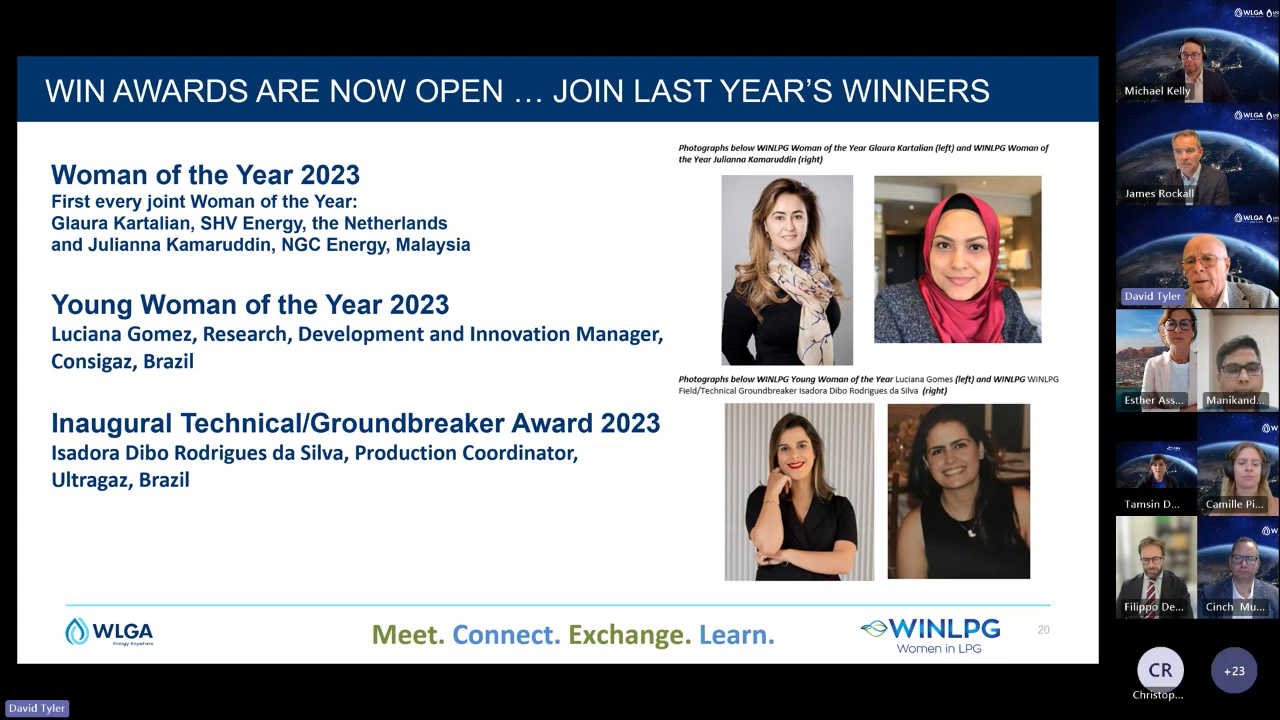 WIN AWARDS ARE NOW OPEN … JOIN LAST YEAR'S WINNERS
Woman of the Year 2023
First every joint Woman of the Year:
Glaura Kartalian, SHV Energy, the Netherlands
and Julianna Kamaruddin, NGC Energy, Malaysia
Young Woman of the Year 2023
Luciana Gomez, Research, Development and Innovation Manager,
Consigaz, Brazil
Inaugural Technical/Groundbreaker Award 2023
Isadora Dibo Rodrigues da Silva, Production Coordinator,
Ultragaz, Brazil
Photographs below WINLPG Woman of the Year Glaura Kartalian (left) and WINLPG Woman of
the Year Julianna Kamaruddin (right)
Photographs below WINLPG Young Woman of the Year Luciana Gomes (left) and WINLPG WINLPG
Field/Technical Groundbreaker Isadora Dibo Rodrigues da Silva (right)
WLGA
Energy Anywhere
Meet. Connect. Exchange. Learn.
WINLPG
Women in LPG
20
David Tyler
WLGA
Michael Kelly
WLGA
James Rockall
WLGA
David Tyler
Esther Ass...
Manikand...
Tamsin D...
Camille Pi...
Filippo De...
Cinch Mu...
CR
Christop...
+23